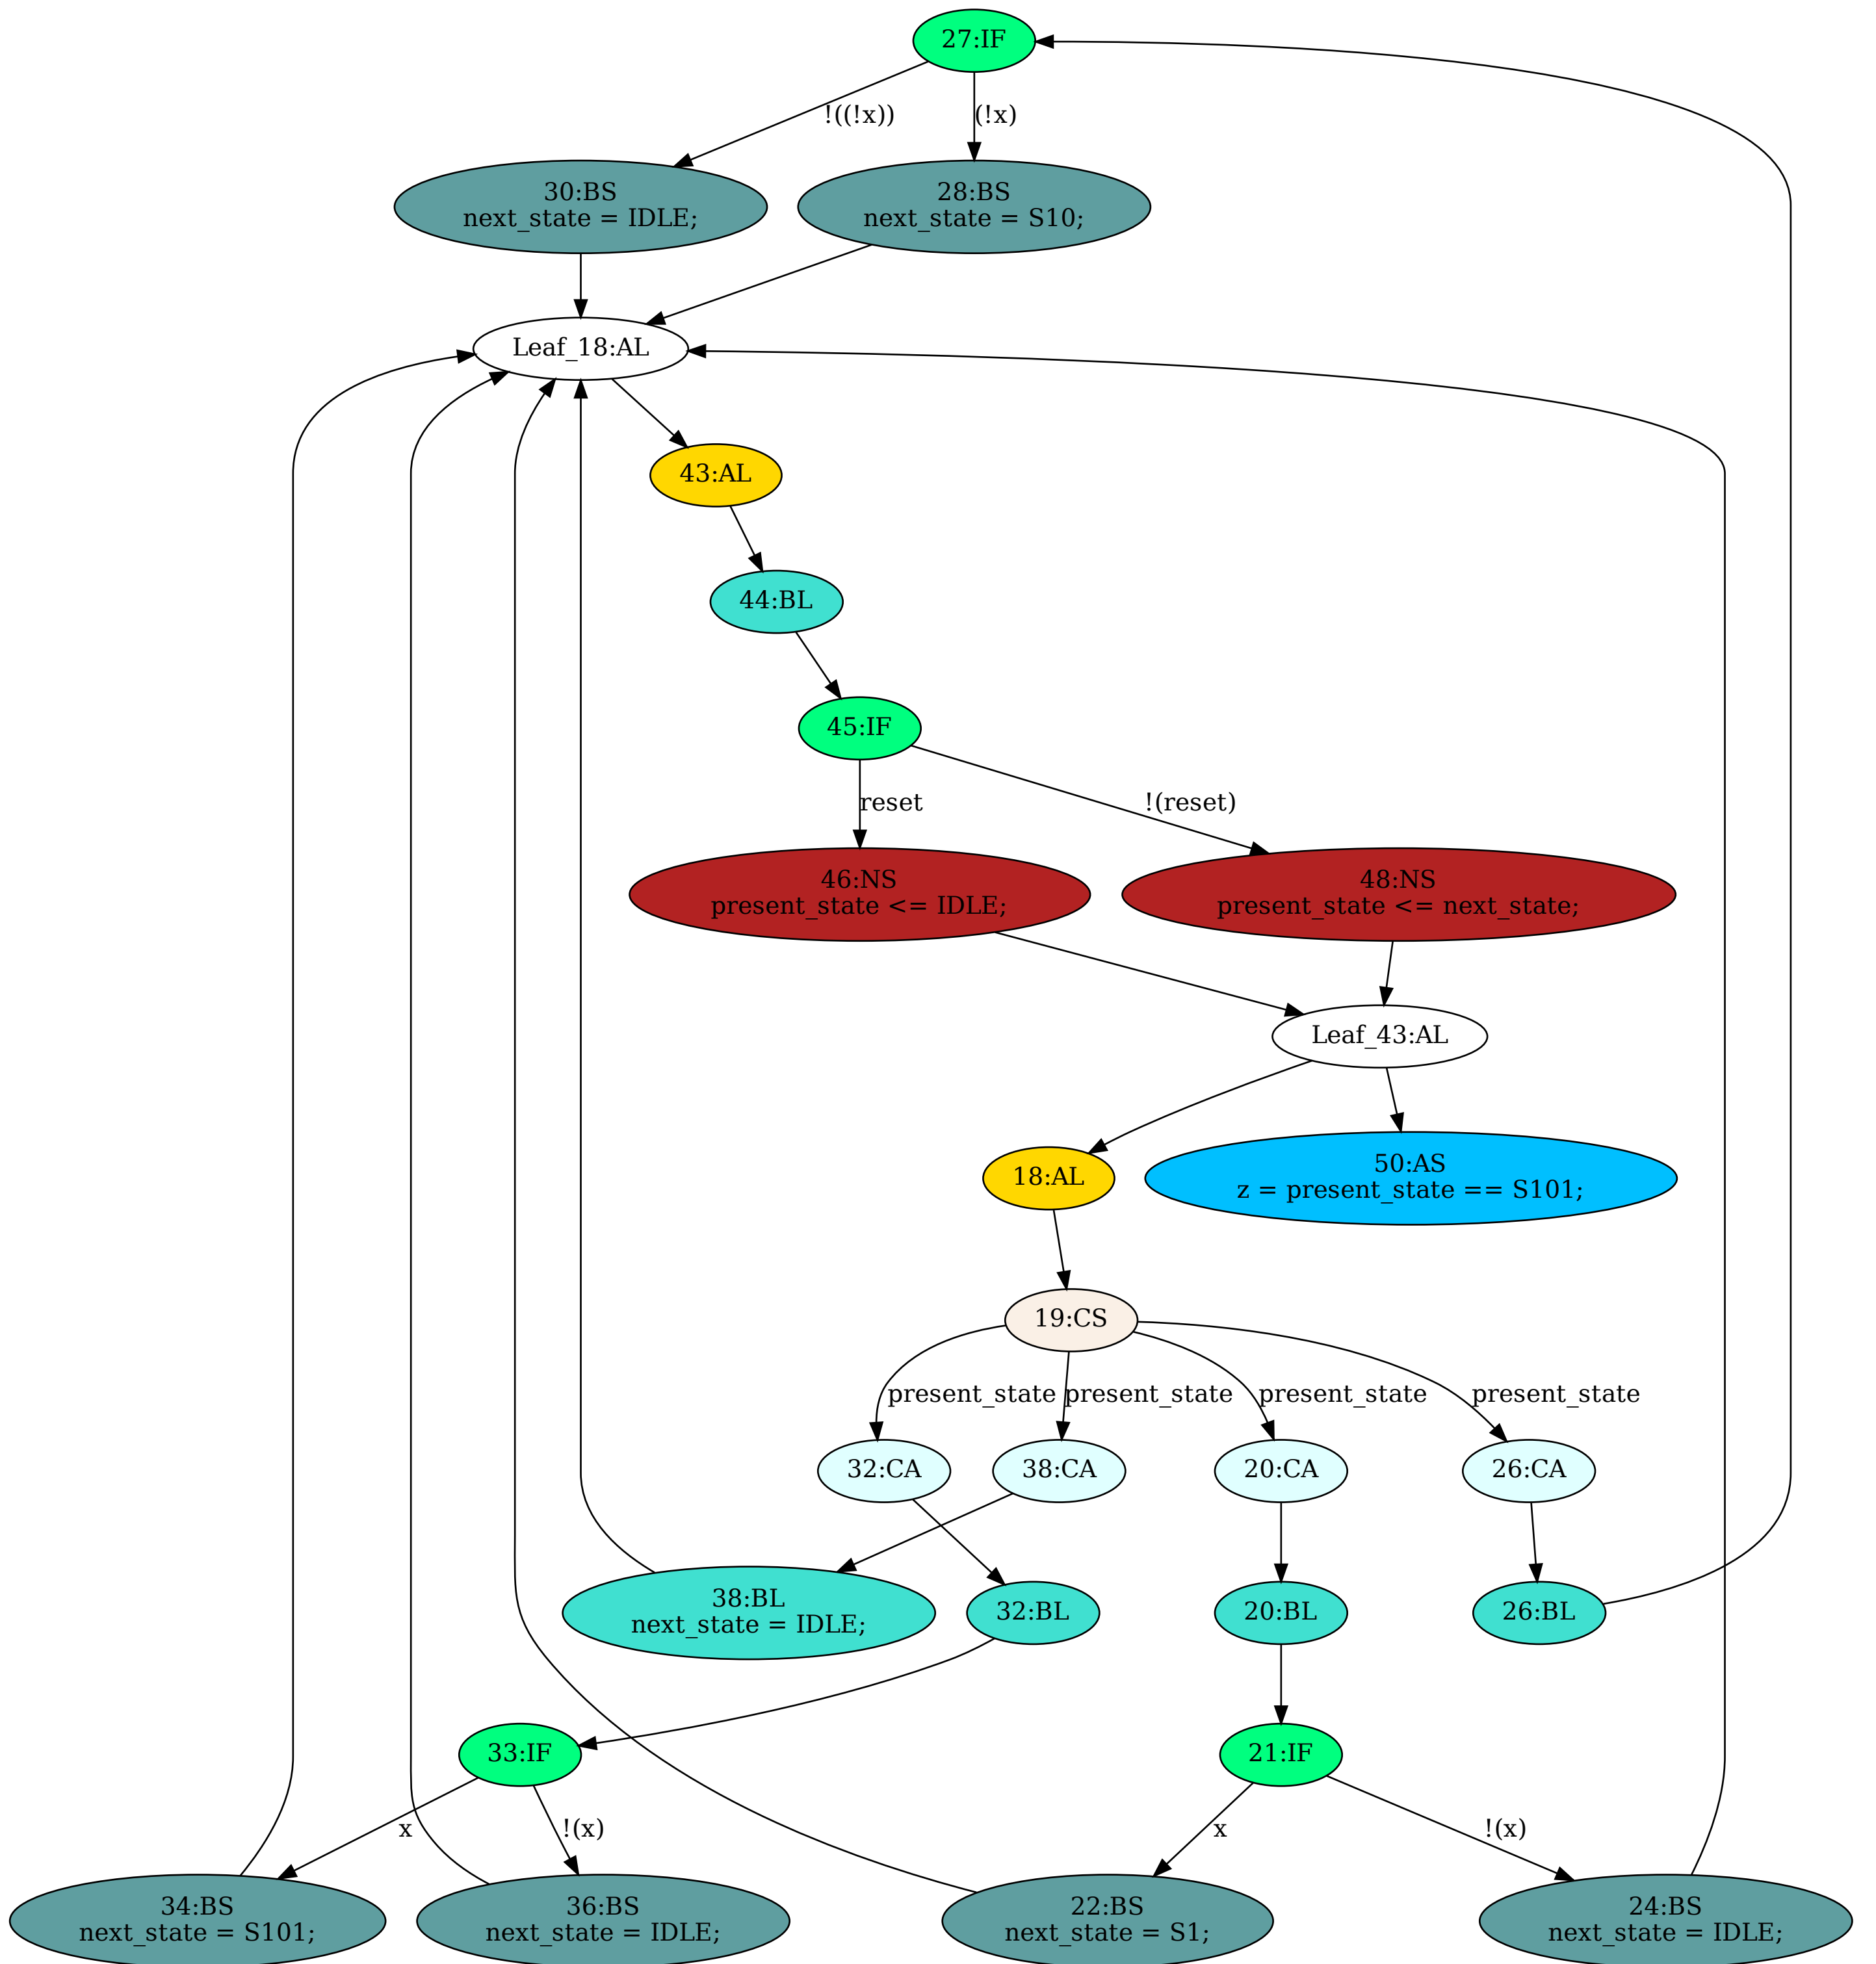 27:IF
!((!x))
(!x)
30:BS
next_state = IDLE;
28:BS
next_state = S10;
Leaf_18:AL
43:AL
44:BL
45:IF
reset
!(reset)
46:NS
present_state <= IDLE;
48:NS
present_state <= next_state;
Leaf_43:AL
18:AL
50:AS
z = present_state == S101;
19:CS
present_state
present_state
present_state
present_state
32:CA
38:CA
20:CA
26:CA
38:BL
next_state = IDLE;
32:BL
20:BL
26:BL
33:IF
21:IF
x
!(x)
x
!(x)
34:BS
next_state = S101;
36:BS
next_state = IDLE;
22:BS
next_state = S1;
24:BS
next_state = IDLE;